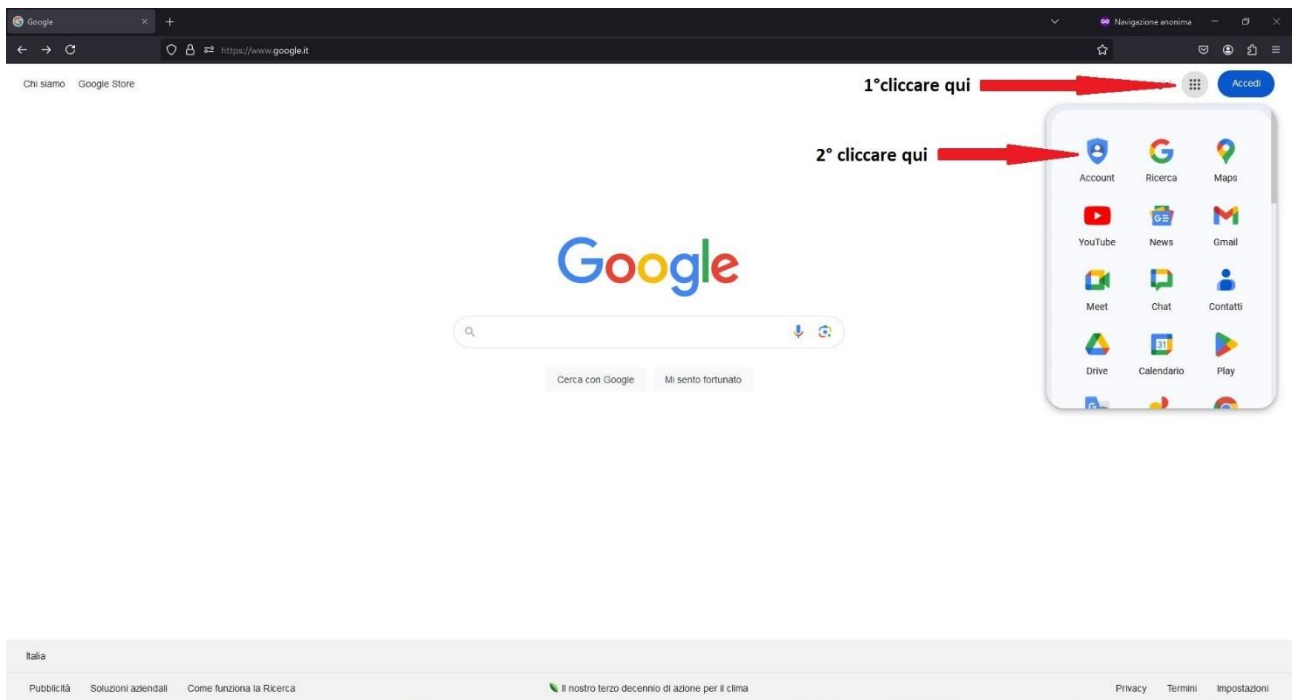 Google
Navigazione anonima
https://www.google.it
Chi siamo Google Store
1°cliccare qui
Accedi
2° cliccare qui
Account Ricerca Maps
YouTube News Gmail
Meet Chat Contatti
31
Drive Calendario Play
Google
Cerca con Google Mi sento fortunato
Italia
Pubblicità Soluzioni aziendali Come funziona la Ricerca
Il nostro terzo decennio di azione per il clima
Privacy Termini Impostazioni